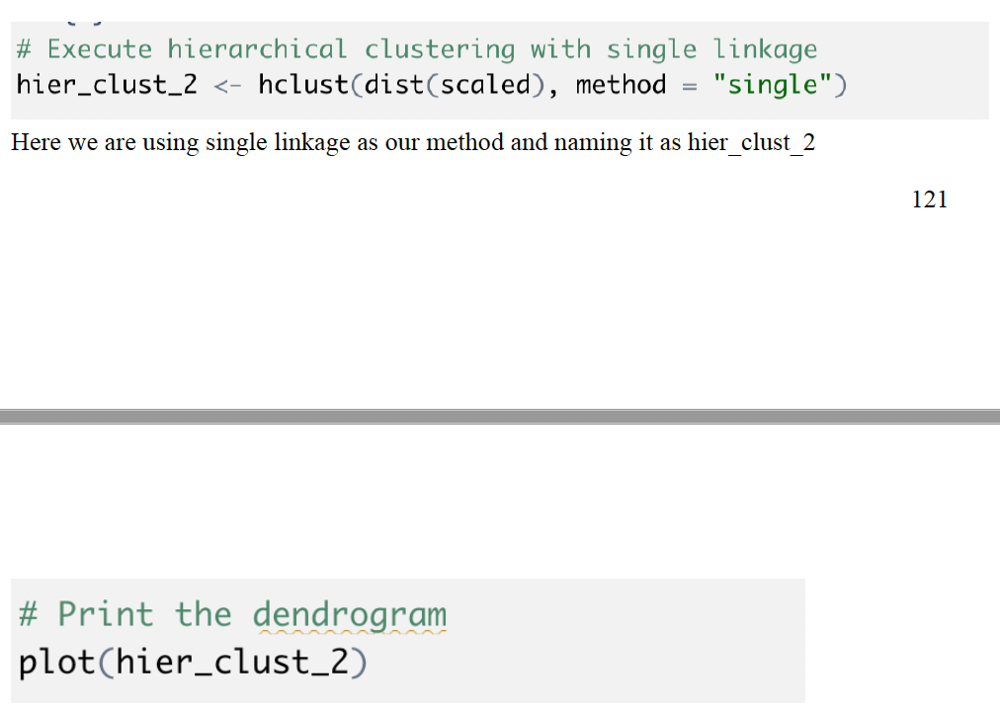 # Execute hierarchical clustering with single linkage
hier_clust_2 <- hclust(dist(scaled), method = "single")
Here we are using single linkage as our method and naming it as hier_clust_2
121
# Print the dendrogram
plot(hier_clust_2)